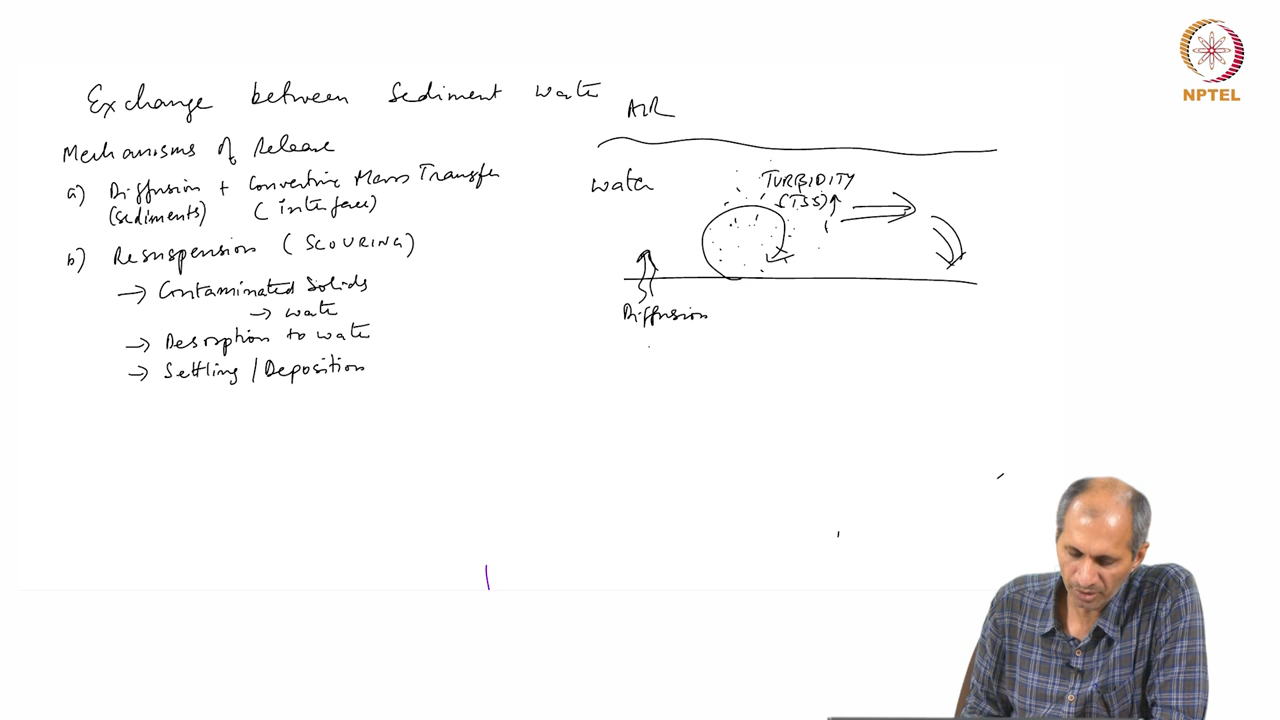 Exchange between Sediment Water
Mechanisms of Release
a) Diffusion + Convective Mass Transfer
(Sediments) (interface)
b) Resuspension (SCOURING)
→ Contaminated Solids
→ water
→ Desorption to water
→ Settling / Deposition
AIR
Water
TURBIDITY
(TSS)↑
Diffusion
NPTEL